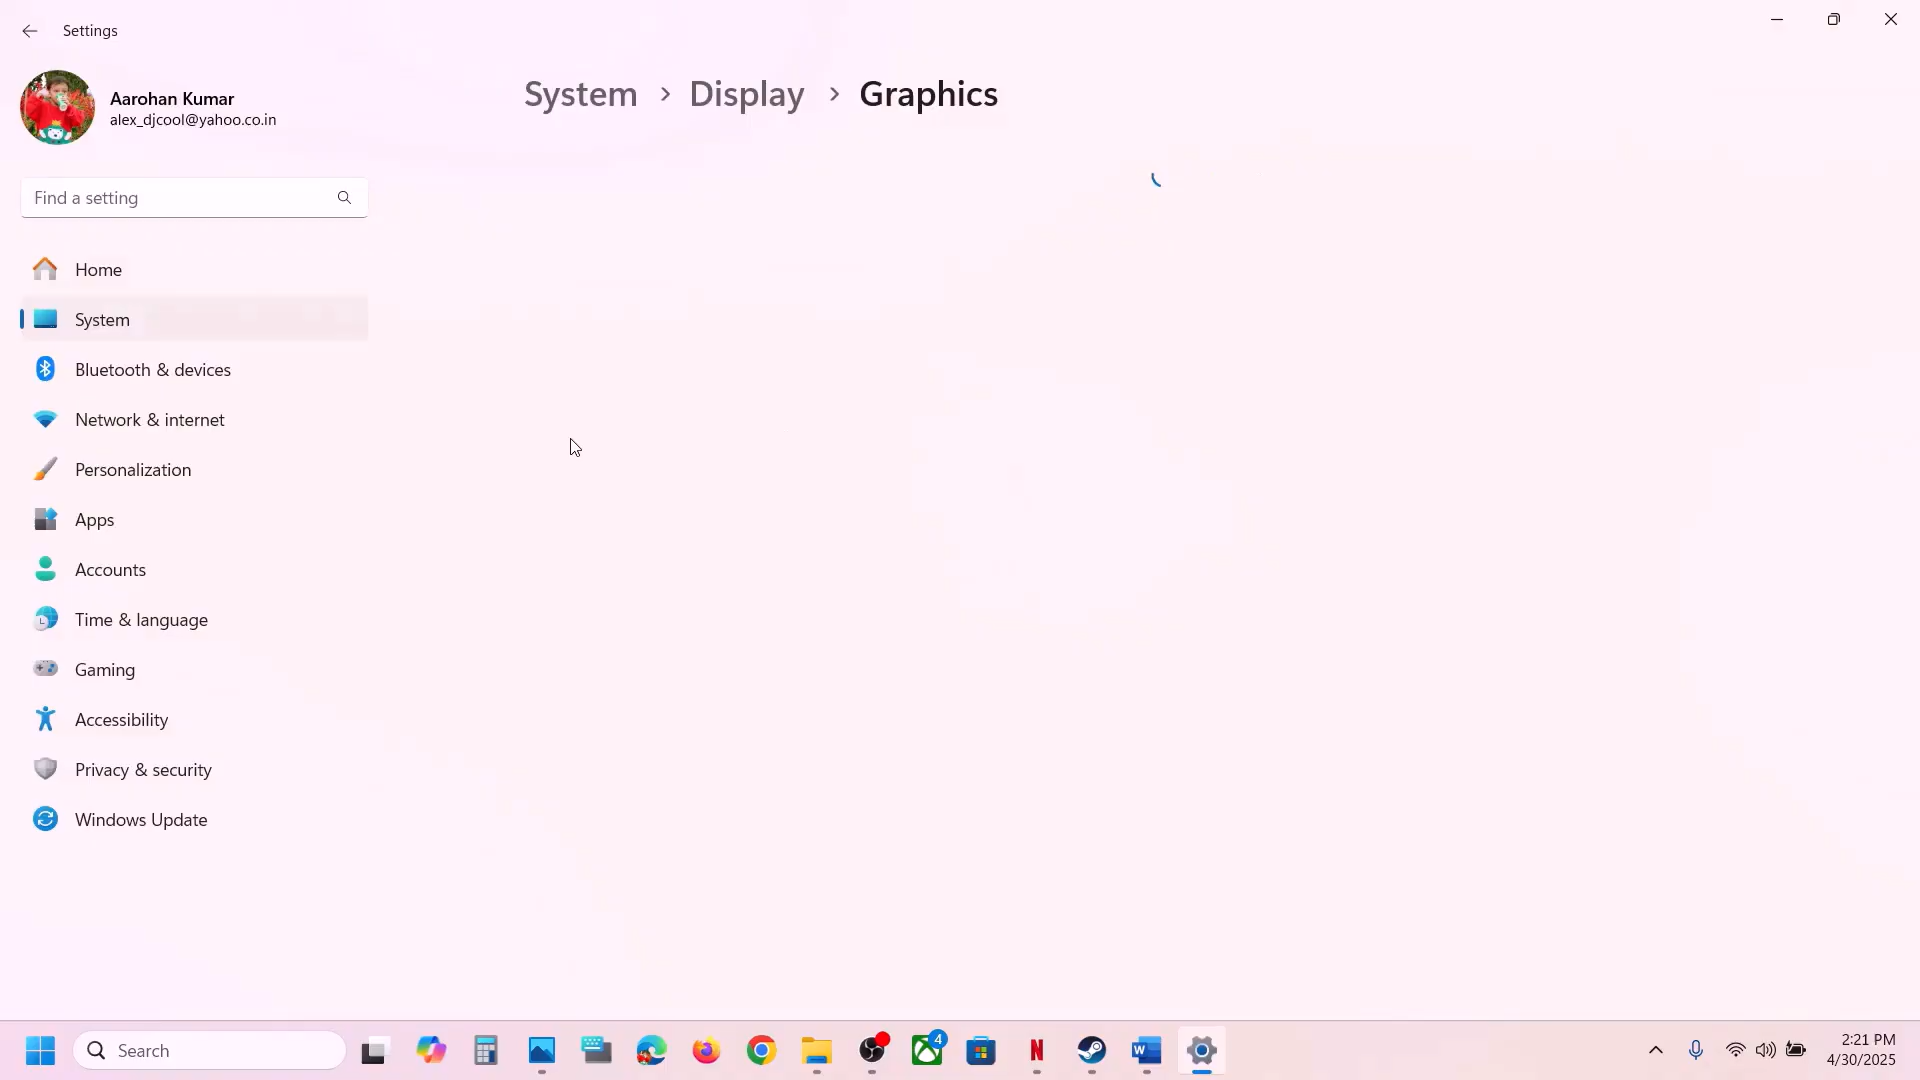 Settings
Aarohan Kumar
alex_djcool@yahoo.co.in
System > Display > Graphics
Find a setting
Home
System
Bluetooth & devices
Network & internet
Personalization
Apps
Accounts
Time & language
Gaming
Accessibility
Privacy & security
Windows Update
Search
4
N
W
2:21 PM
4/30/2025